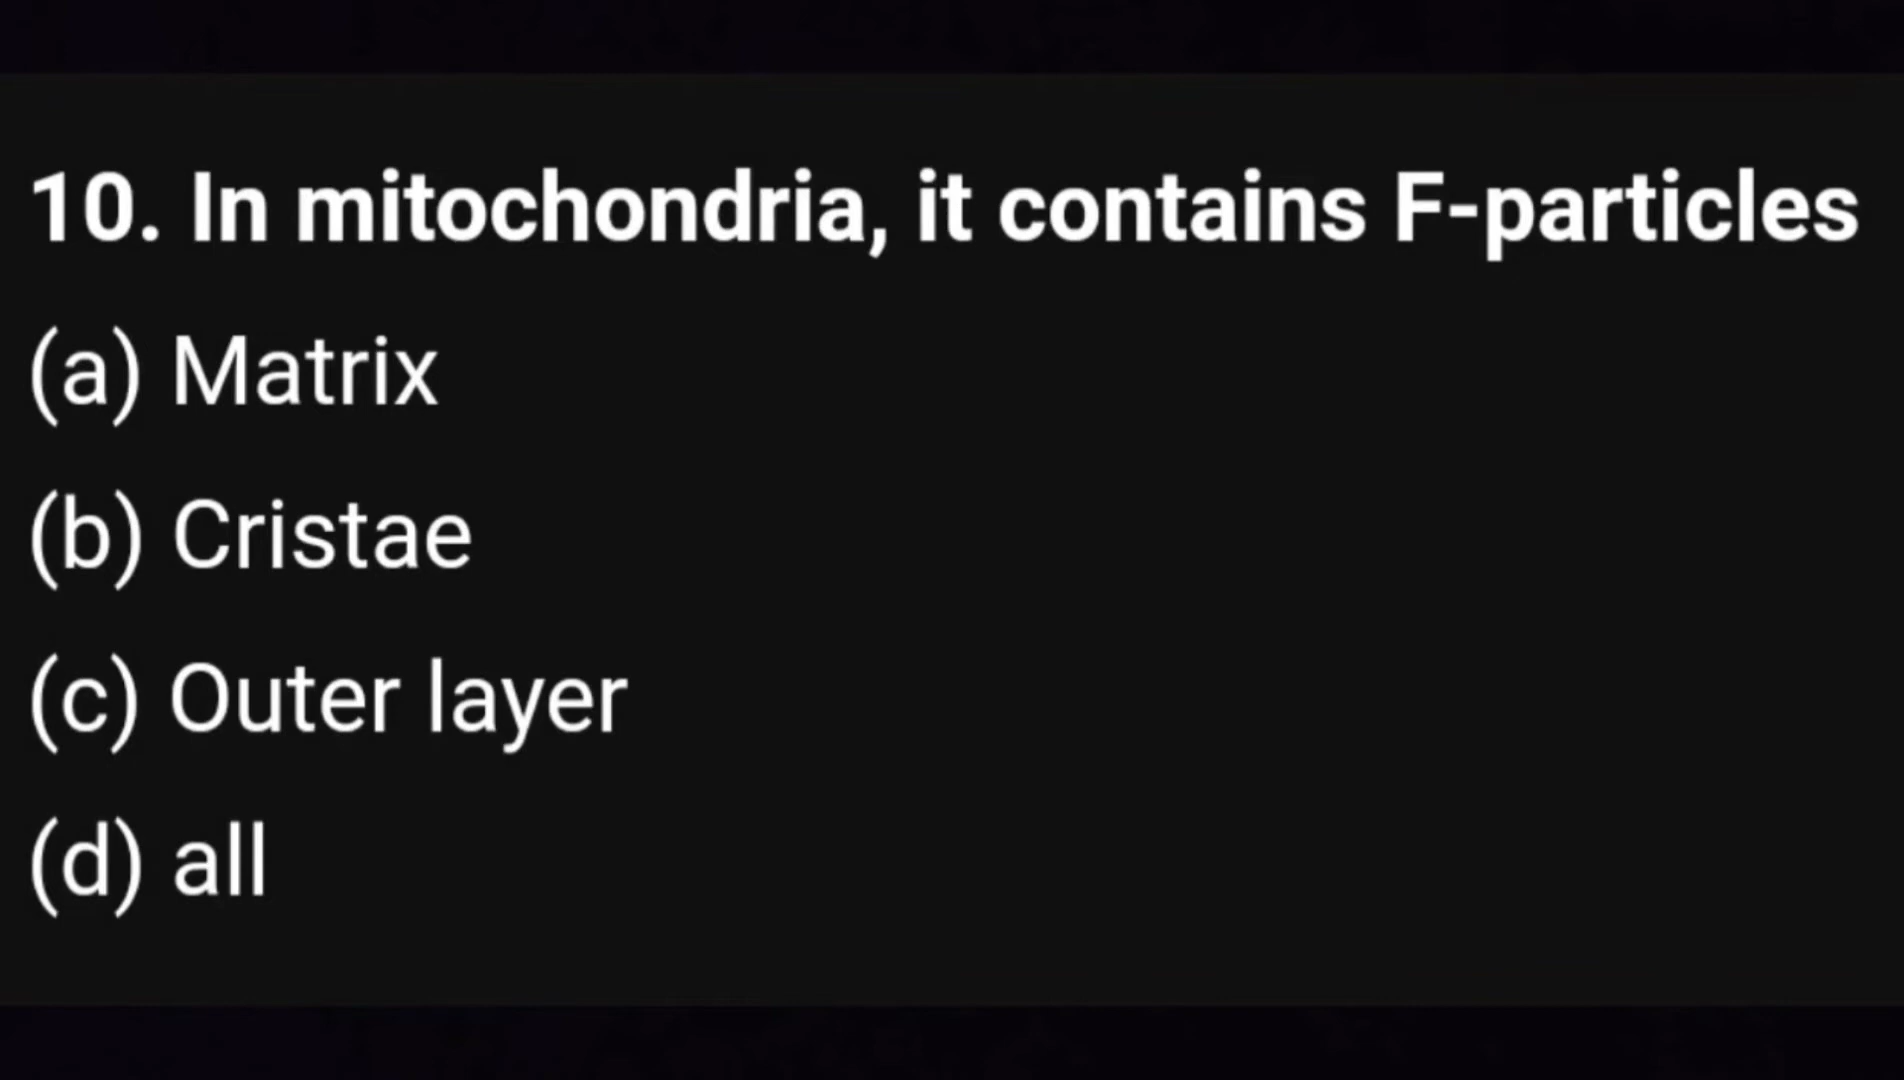 10. In mitochondria, it contains F-particles
(a) Matrix
(b) Cristae
(c) Outer layer
(d) all